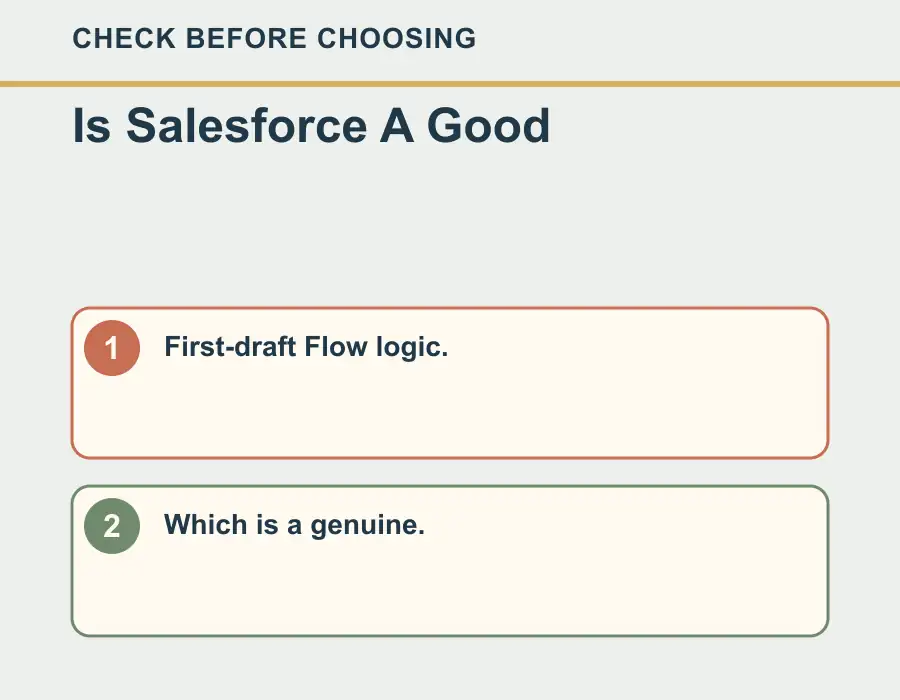 CHECK BEFORE CHOOSING
Is Salesforce A Good
1 First-draft Flow logic.
2 Which is a genuine.